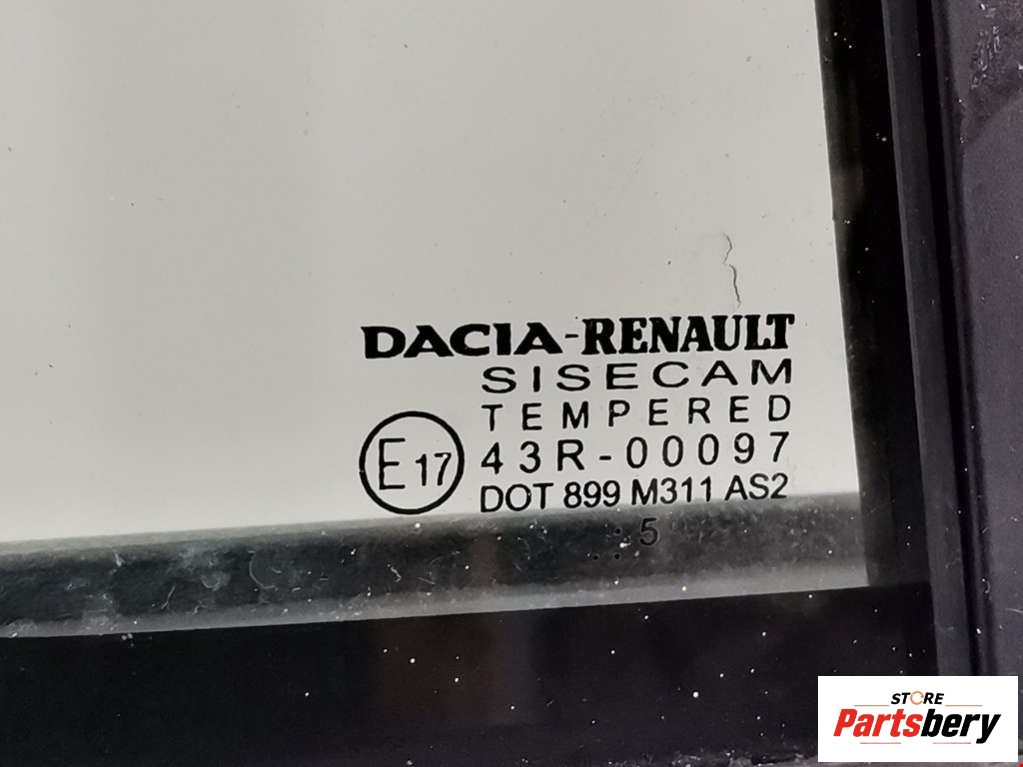 DACIA-RENAULT
SISECAM
TEMPERED
E17
43R-00097
DOT 899 M311 AS2
..:5
STORE
Partsbery